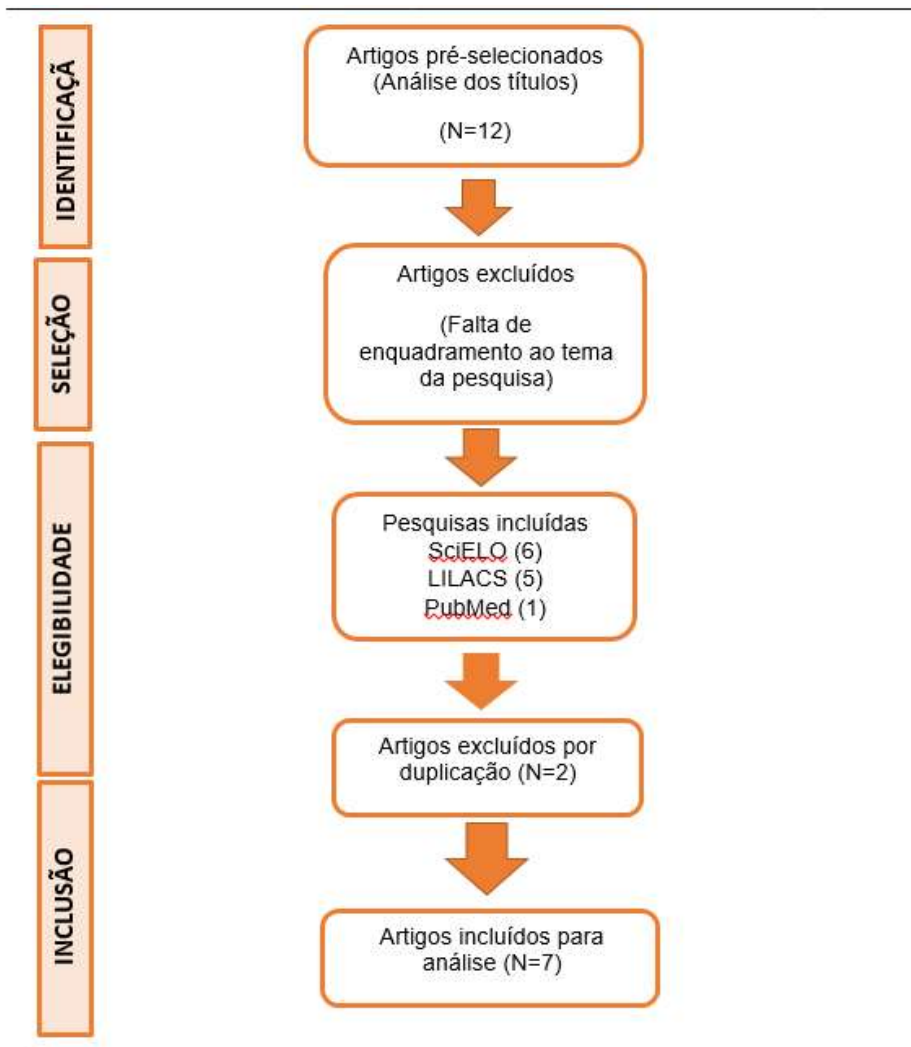 IDENTIFICAÇÃ
Artigos pré-selecionados
(Análise dos títulos)
(N=12)
SELEÇÃO
Artigos excluídos
(Falta de
enquadramento ao tema
da pesquisa)
ELEGIBILIDADE
Pesquisas incluídas
SciELO (6)
LILACS (5)
PubMed (1)
Artigos excluídos por
duplicação (N=2)
INCLUSÃO
Artigos incluídos para
análise (N=7)